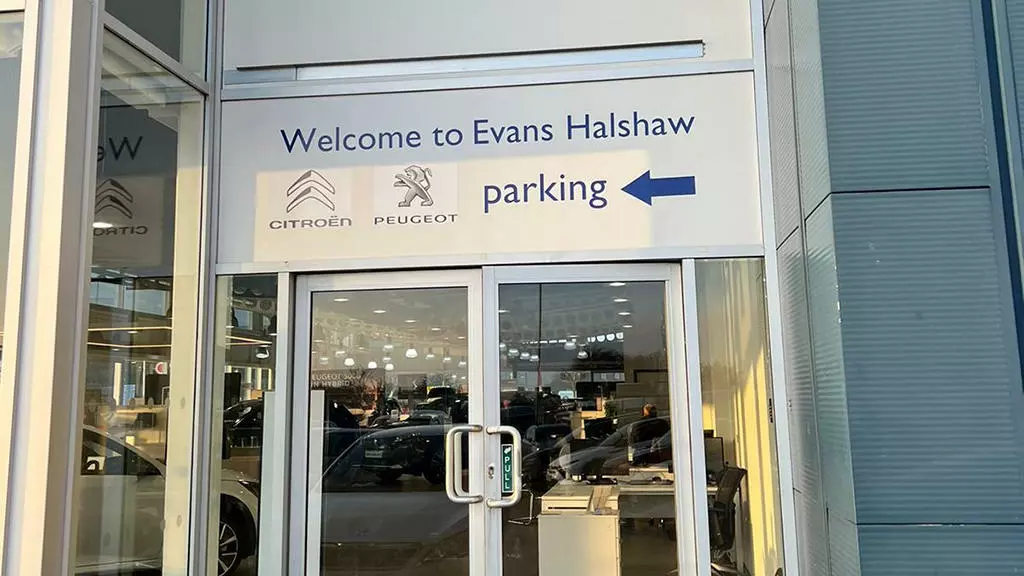 Welcome to Evans Halshaw
CITROËN
PEUGEOT
parking
PULL